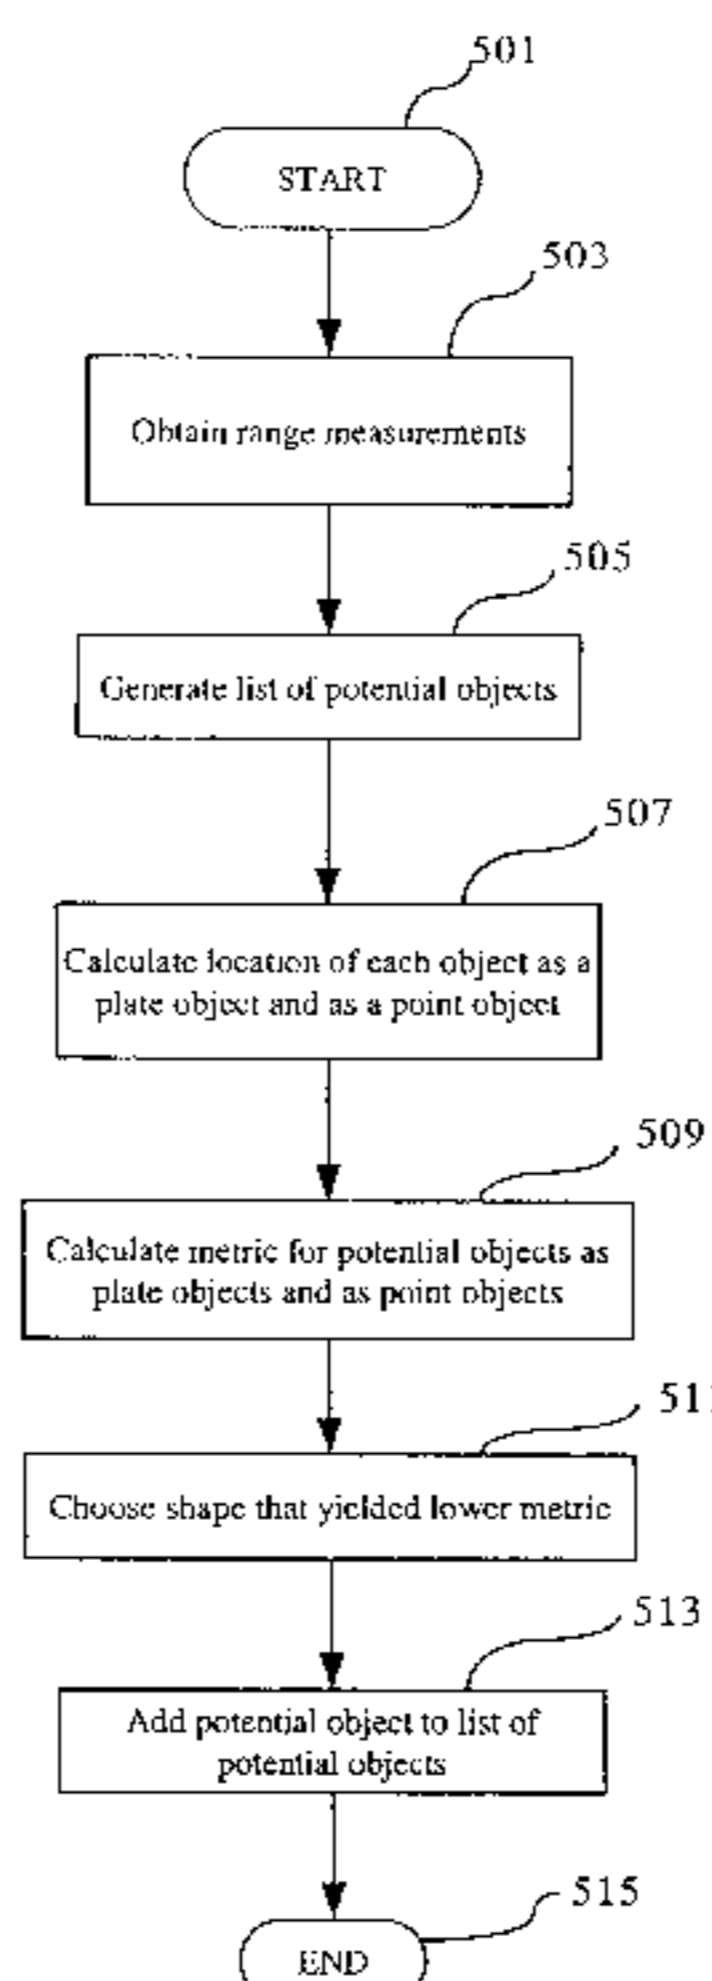 501
START
503
Obtain range measurements
505
Generate list of potential objects
507
Calculate location of each object as a
plate object and as a point object
509
Calculate metric for potential objects as
plate objects and as point objects
511
Choose shape that yielded lower metric
513
Add potential object to list of
potential objects
515
END